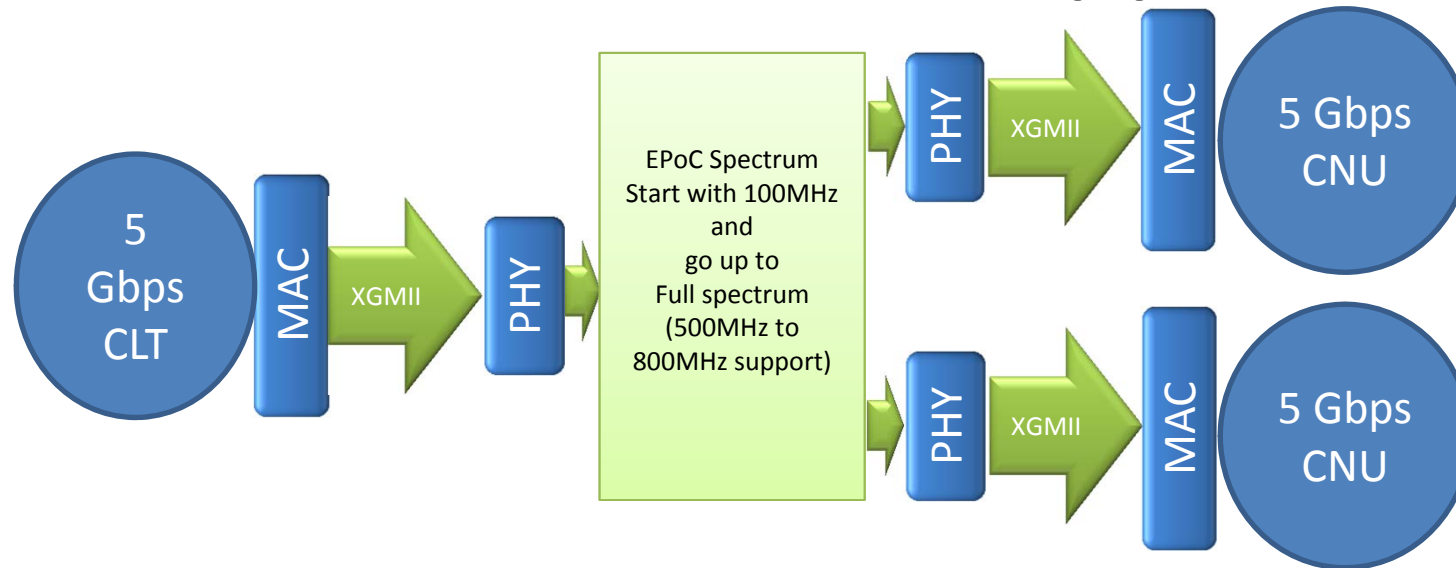 5
Gbps
CLT
MAC
XGMII
PHY
EPoC Spectrum
Start with 100MHz
and
go up to
Full spectrum
(500MHz to
800MHz support)
PHY
XGMII
MAC
5 Gbps
CNU
PHY
XGMII
MAC
5 Gbps
CNU